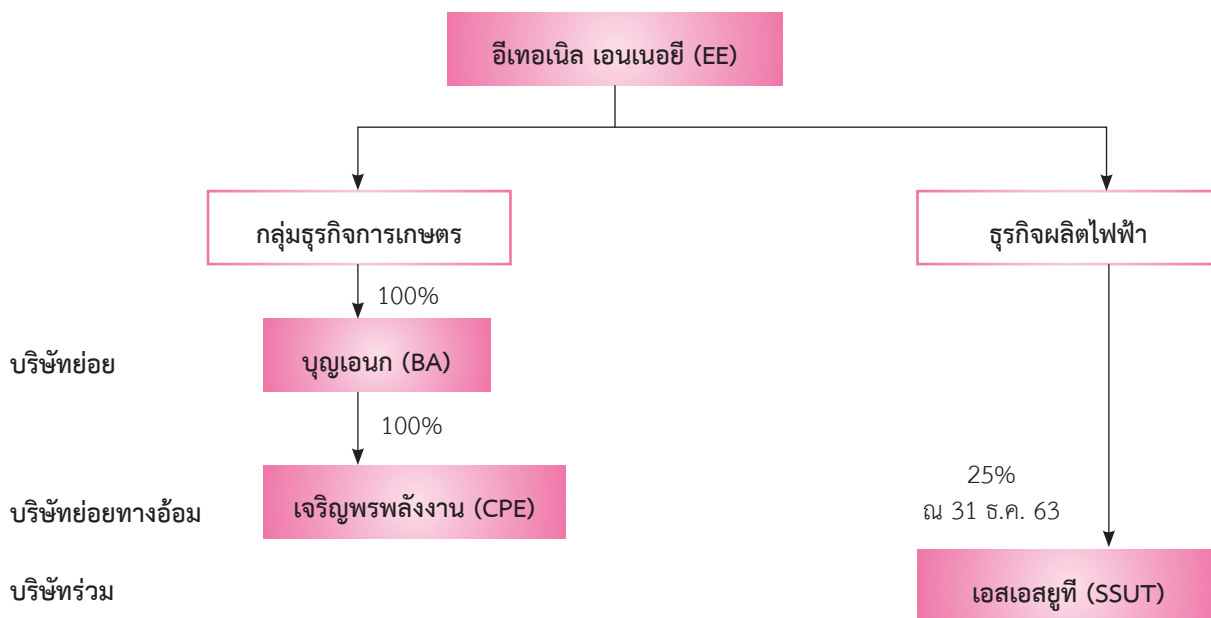 อีเทอเนิล เอนเนอยี (EE)
กลุ่มธุรกิจการเกษตร
ธุรกิจผลิตไฟฟ้า
100%
บริษัทย่อย
บุญเอนก (BA)
100%
บริษัทย่อยทางอ้อม
เจริญพรพลังงาน (CPE)
25%
ณ 31 ธ.ค. 63
บริษัทร่วม
เอสเอสยูที (SSUT)